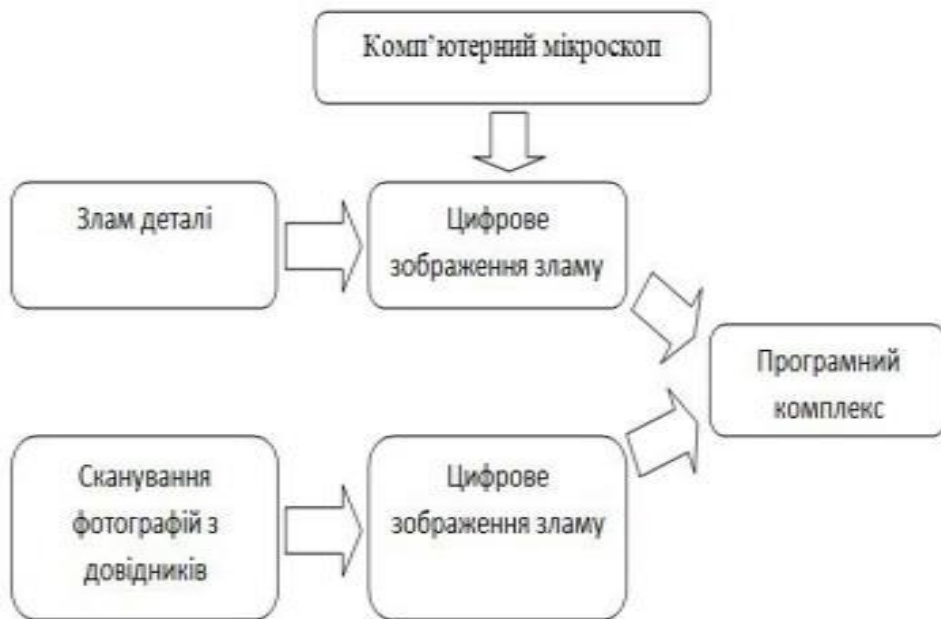 Комп’ютерний мікроскоп
Злам деталі
Цифрове
зображення зламу
Програмний
комплекс
Сканування
фотографій з
довідників
Цифрове
зображення зламу